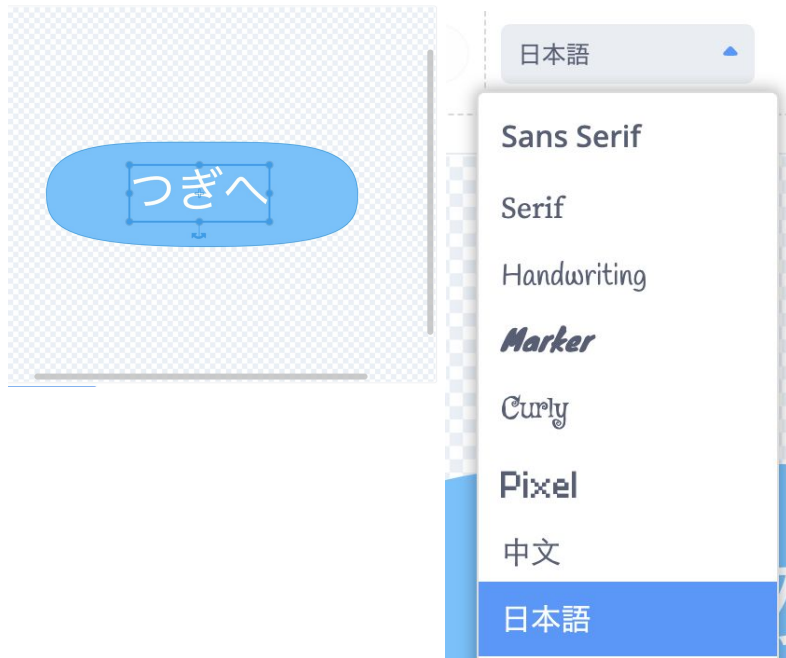 つぎへ
日本語
Sans Serif
Serif
Handwriting
Marker
Curly
Pixel
中文
日本語